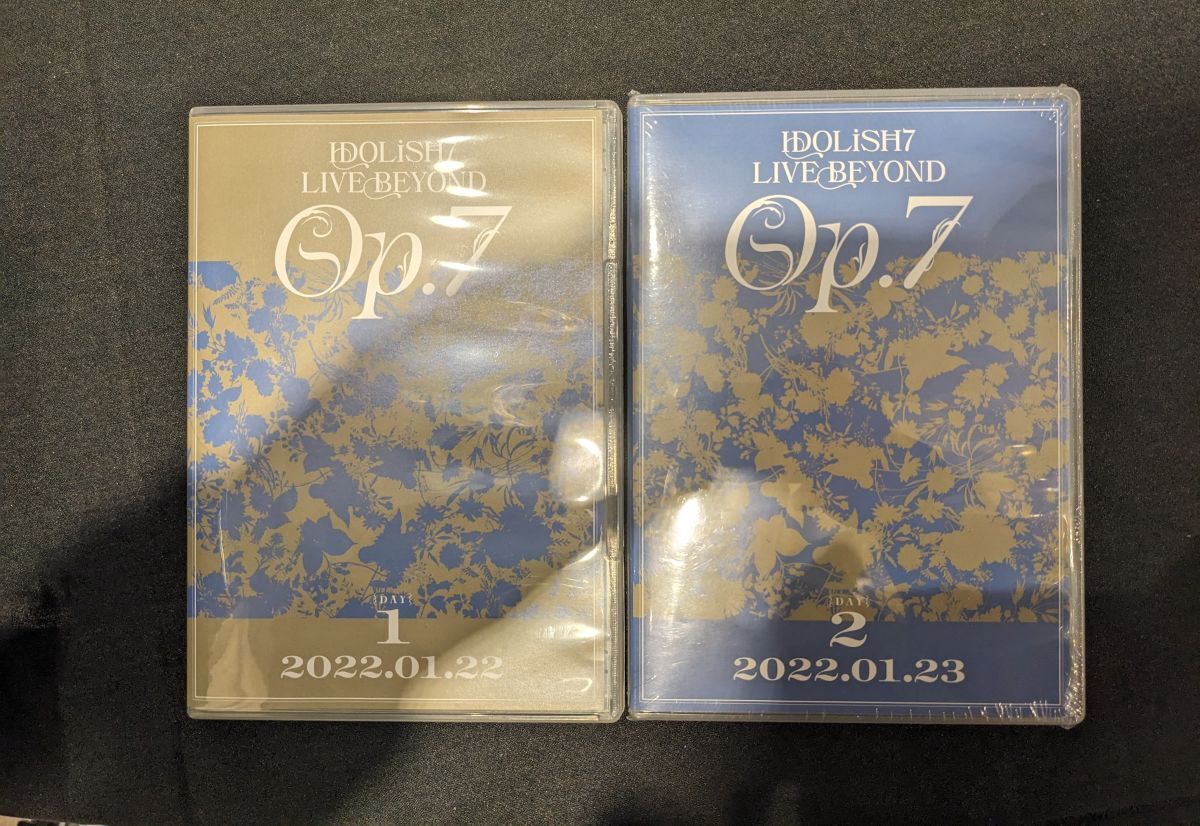 IDOLiSH7
LIVE BEYOND
Op.7
DAY
1
2022.01.22
IDOLiSH7
LIVE BEYOND
Op.7
DAY
2
2022.01.23